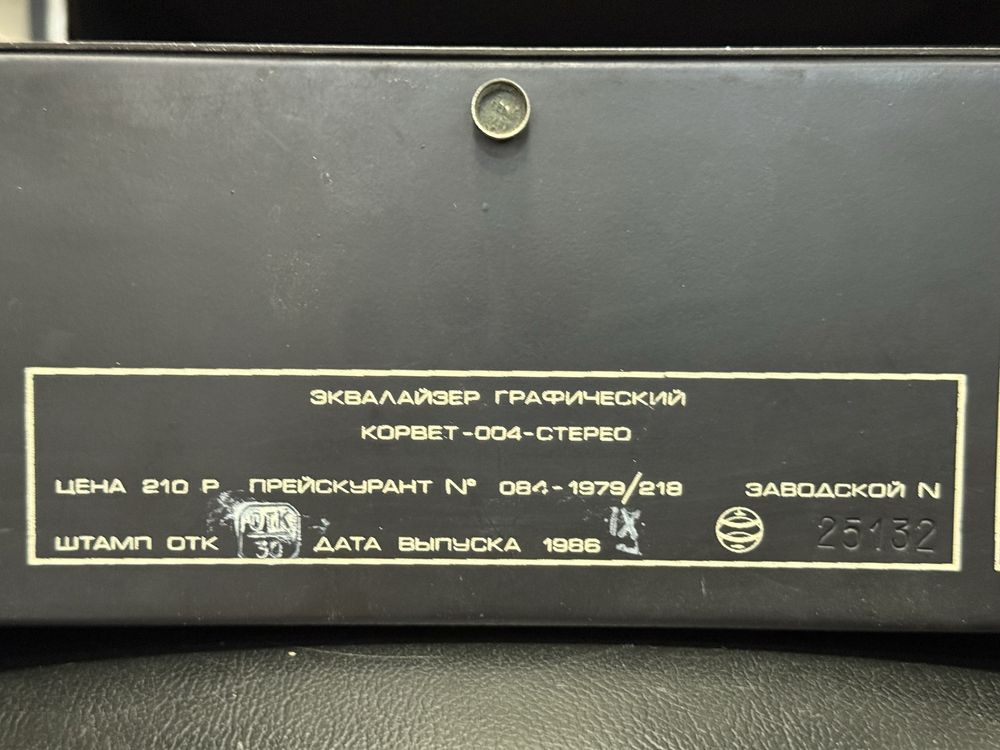 ЭКВАЛАЙЗЕР ГРАФИЧЕСКИЙ
КОРВЕТ-004-СТЕРЕО
ЦЕНА 210 Р ПРЕЙСКУРАНТ № 084-1979/218 ЗАВОДСКОЙ N
ШТАМП ОТК ОТК 30 ДАТА ВЫПУСКА 1986 IX 25132